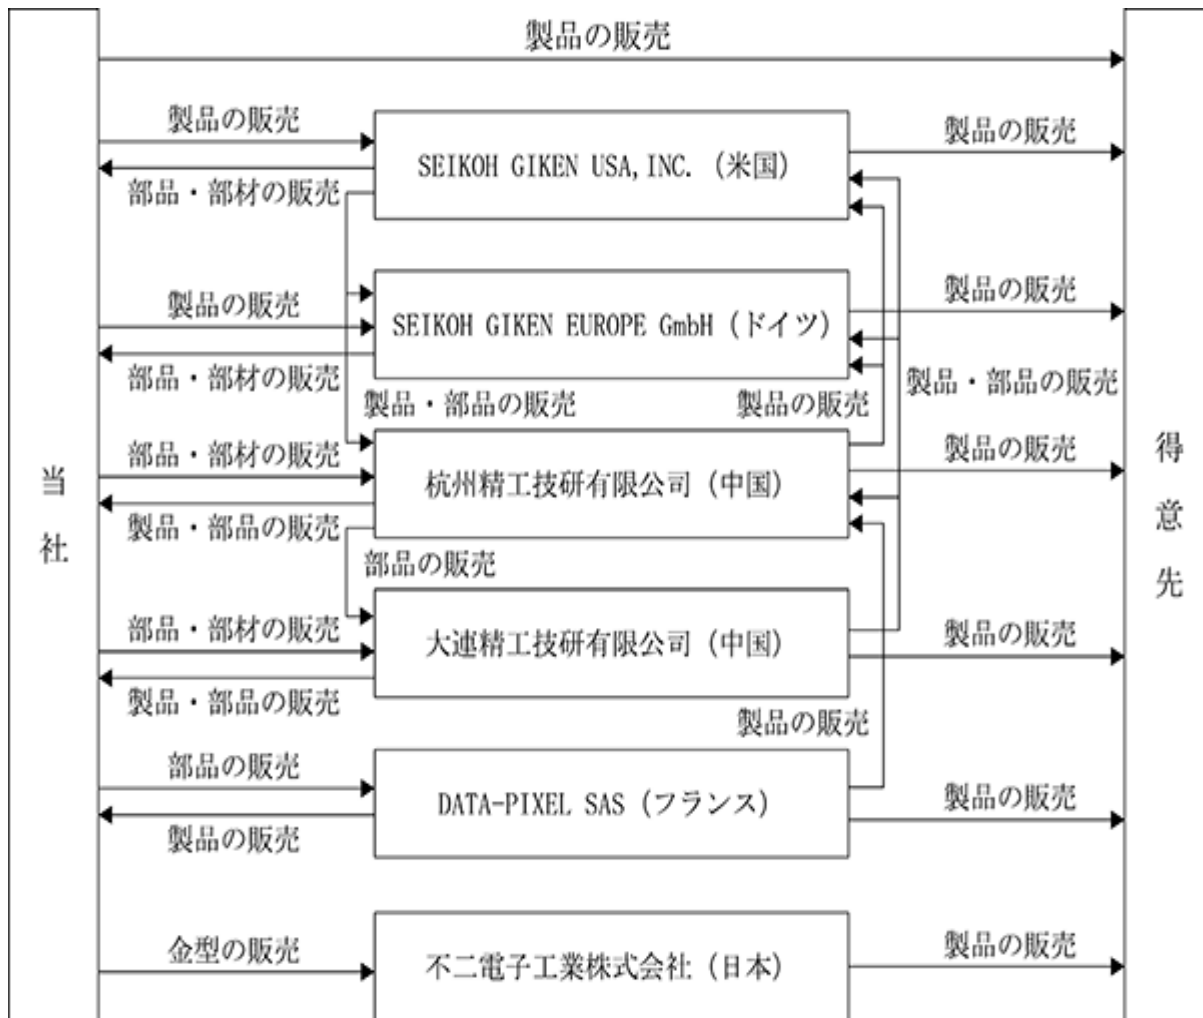 製品の販売
製品の販売
SEIKOH GIKEN USA,INC.（米国）
製品の販売
部品・部材の販売
製品の販売
SEIKOH GIKEN EUROPE GmbH（ドイツ）
製品の販売
部品・部材の販売
製品・部品の販売
製品の販売
製品・部品の販売
当社
部品・部材の販売
杭州精工技研有限公司（中国）
製品の販売
得意先
製品・部品の販売
部品の販売
部品・部材の販売
大連精工技研有限公司（中国）
製品の販売
製品・部品の販売
製品の販売
部品の販売
DATA-PIXEL SAS（フランス）
製品の販売
製品の販売
金型の販売
不二電子工業株式会社（日本）
製品の販売